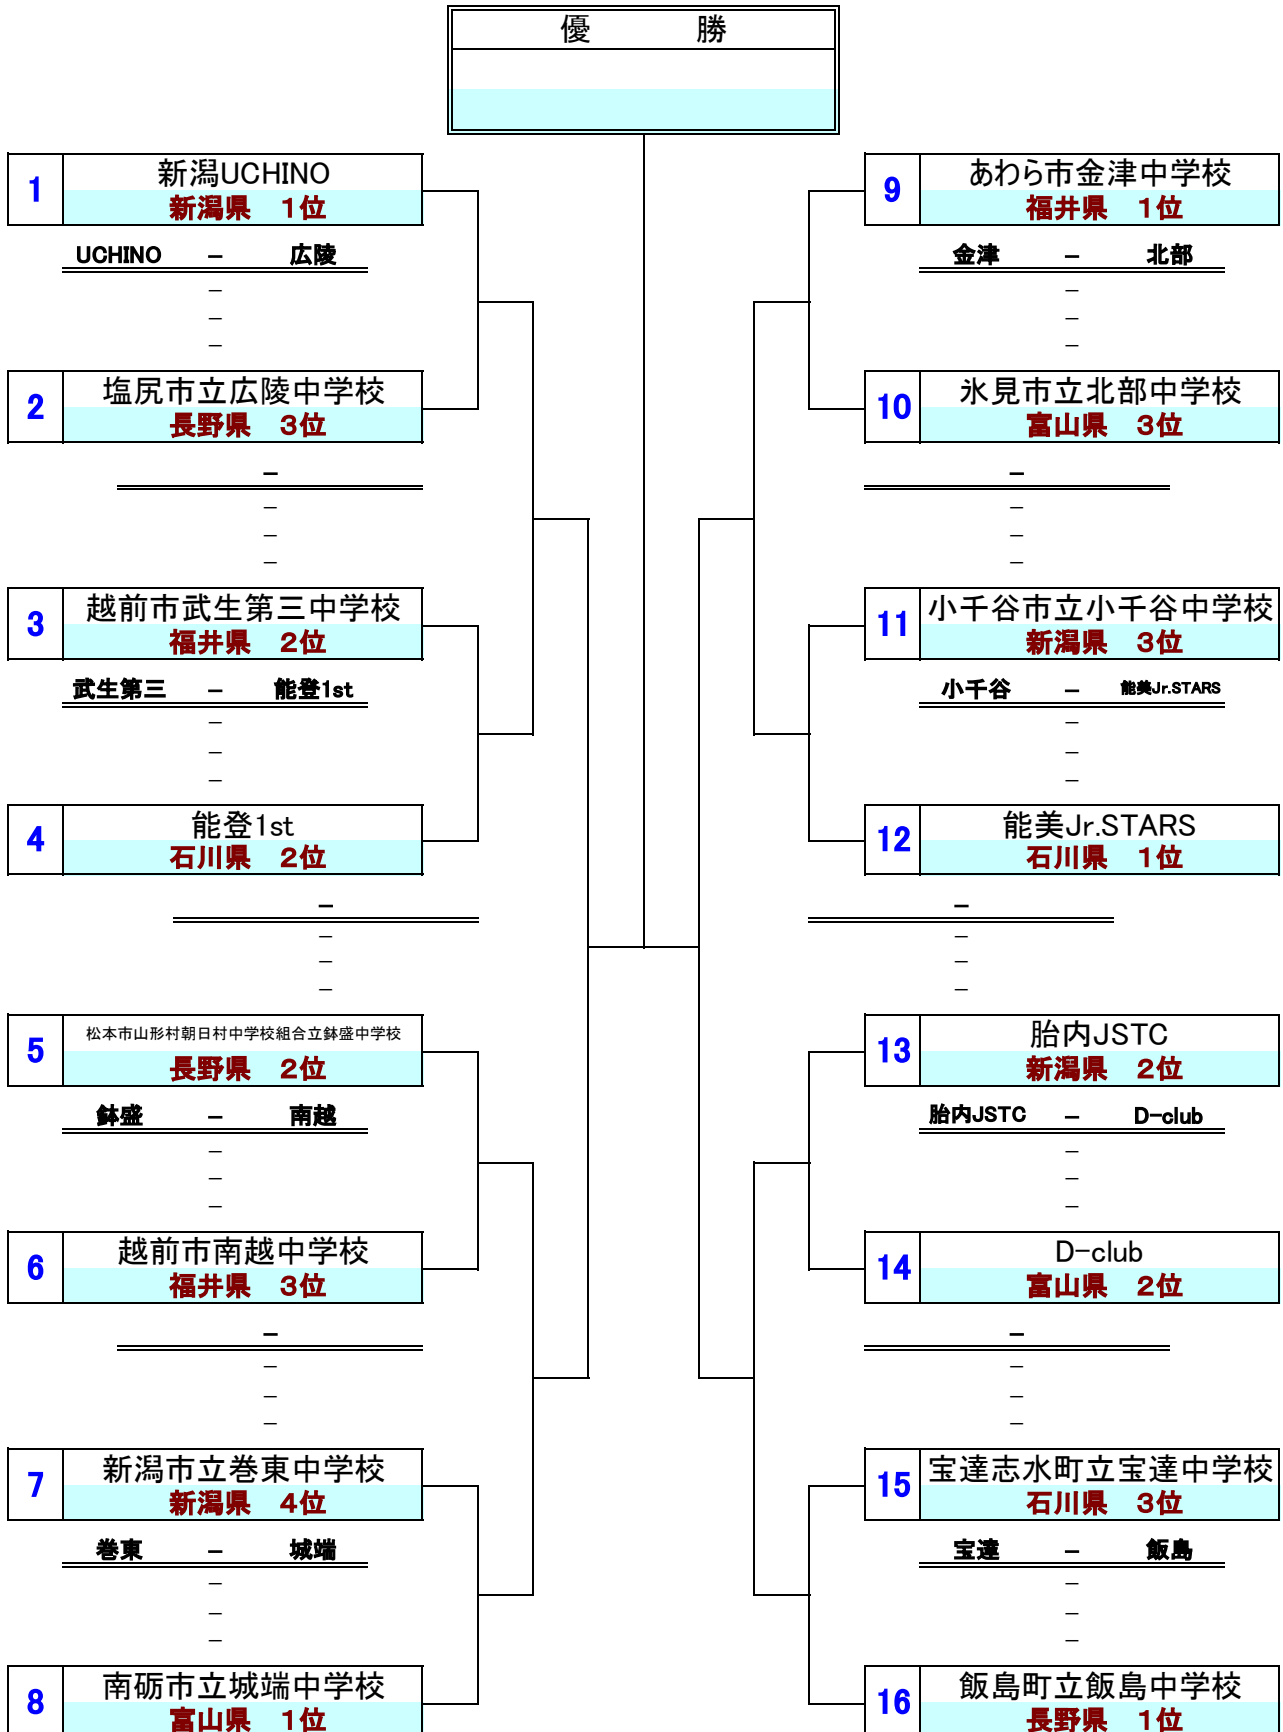 優 勝
1
新潟UCHINO
新潟県 1位
UCHINO － 広陵
－
－
－
2
塩尻市立広陵中学校
長野県 3位
－
－
－
－
3
越前市武生第三中学校
福井県 2位
武生第三 － 能登1st
－
－
－
4
能登1st
石川県 2位
－
－
－
－
5
松本市山形村朝日村中学校組合立鉢盛中学校
長野県 2位
鉢盛 － 南越
－
－
－
6
越前市南越中学校
福井県 3位
－
－
－
－
7
新潟市立巻東中学校
新潟県 4位
巻東 － 城端
－
－
－
8
南砺市立城端中学校
富山県 1位
9
あわら市金津中学校
福井県 1位
金津 － 北部
－
－
－
10
氷見市立北部中学校
富山県 3位
－
－
－
－
11
小千谷市立小千谷中学校
新潟県 3位
小千谷 － 能美Jr.STARS
－
－
－
12
能美Jr.STARS
石川県 1位
－
－
－
－
13
胎内JSTC
新潟県 2位
胎内JSTC － D-club
－
－
－
14
D-club
富山県 2位
－
－
－
－
15
宝達志水町立宝達中学校
石川県 3位
宝達 － 飯島
－
－
－
16
飯島町立飯島中学校
長野県 1位